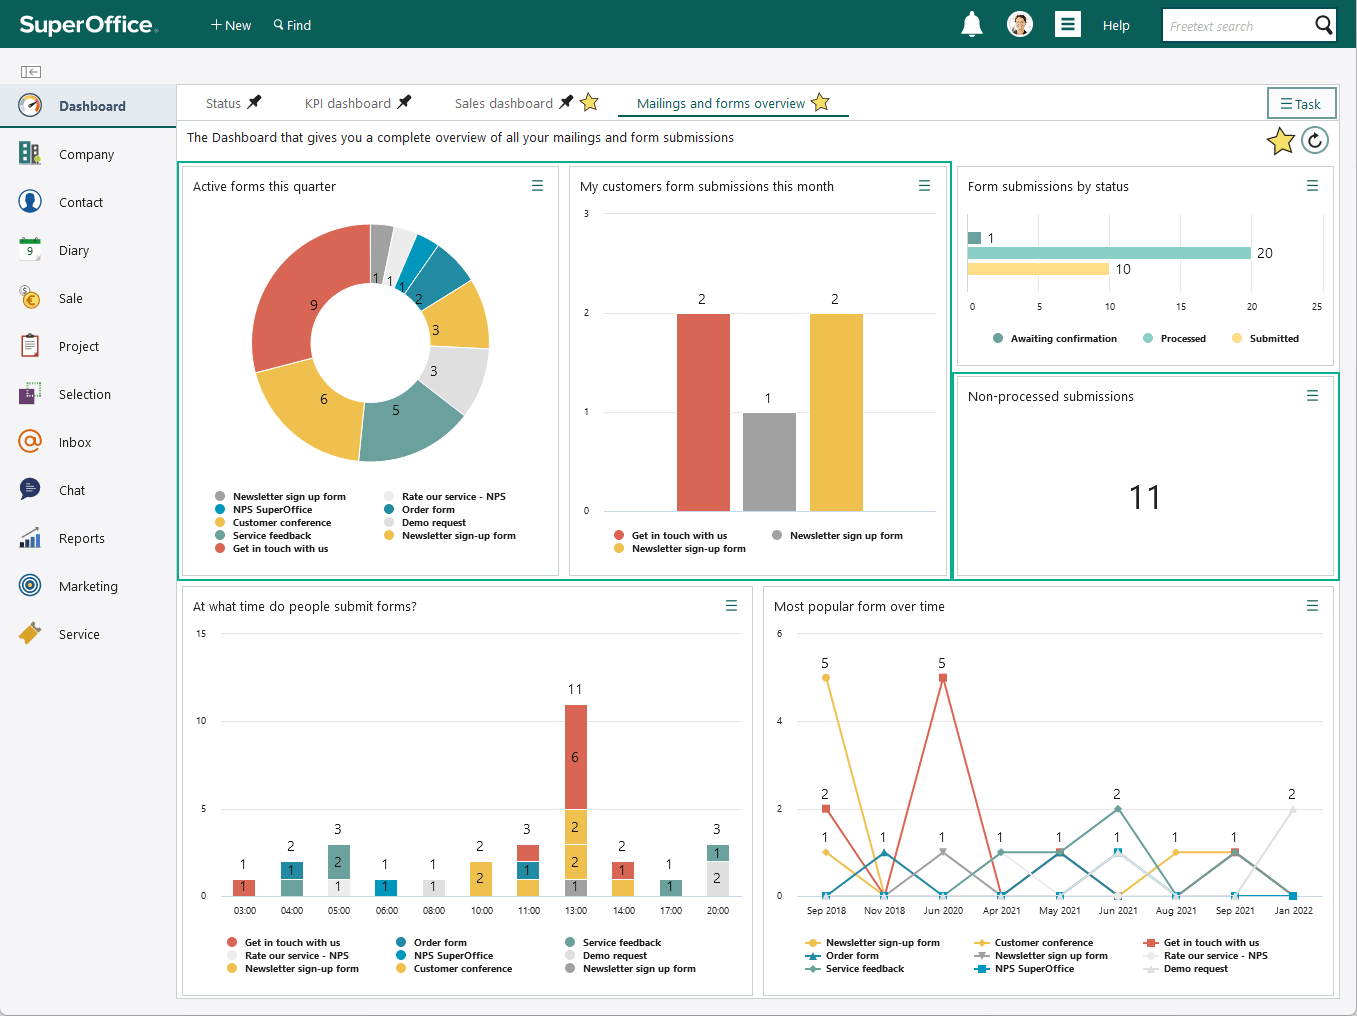 SuperOffice.
New
Find
Help
Freetext search
Dashboard
Company
Contact
9
Diary
Sale
Project
Selection
Inbox
Chat
Reports
Marketing
Service
Status
KPI dashboard
Sales dashboard
Mailings and forms overview
Task
The Dashboard that gives you a complete overview of all your mailings and form submissions
Active forms this quarter
1
1
1
2
3
3
5
6
9
Newsletter sign up form
Rate our service - NPS
NPS SuperOffice
Order form
Customer conference
Demo request
Service feedback
Newsletter sign-up form
Get in touch with us
My customers form submissions this month
3
2
1
0
2
1
2
Get in touch with us
Newsletter sign up form
Newsletter sign-up form
Form submissions by status
1
20
10
0 5 10 15 20 25
Awaiting confirmation
Processed
Submitted
Non-processed submissions
11
At what time do people submit forms?
15
10
5
0
1
1
2
1
3
2
1
1
1
1
1
2
2
3
1
11
6
2
2
1
2
1
1
1
3
1
2
03:00 04:00 05:00 06:00 08:00 10:00 11:00 13:00 14:00 17:00 20:00
Get in touch with us
Order form
Service feedback
Rate our service - NPS
NPS SuperOffice
Demo request
Newsletter sign-up form
Customer conference
Newsletter sign up form
Most popular form over time
6
4
2
0
5
2
1
1
5
1
1
1
2
1
1
1
2
Sep 2018 Nov 2018 Jun 2020 Apr 2021 May 2021 Jun 2021 Aug 2021 Sep 2021 Jan 2022
Newsletter sign-up form
Customer conference
Get in touch with us
Order form
Newsletter sign up form
Rate our service - NPS
Service feedback
NPS SuperOffice
Demo request